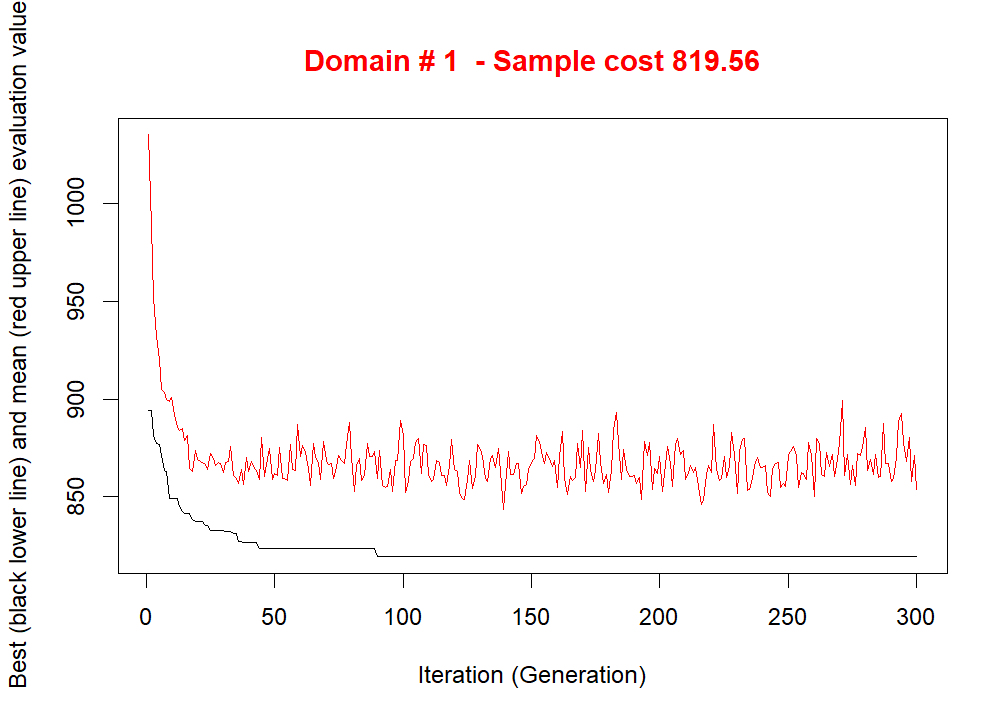 Domain # 1 - Sample cost 819.56
Best (black lower line) and mean (red upper line) evaluation value
1000
950
900
850
0 50 100 150 200 250 300
Iteration (Generation)